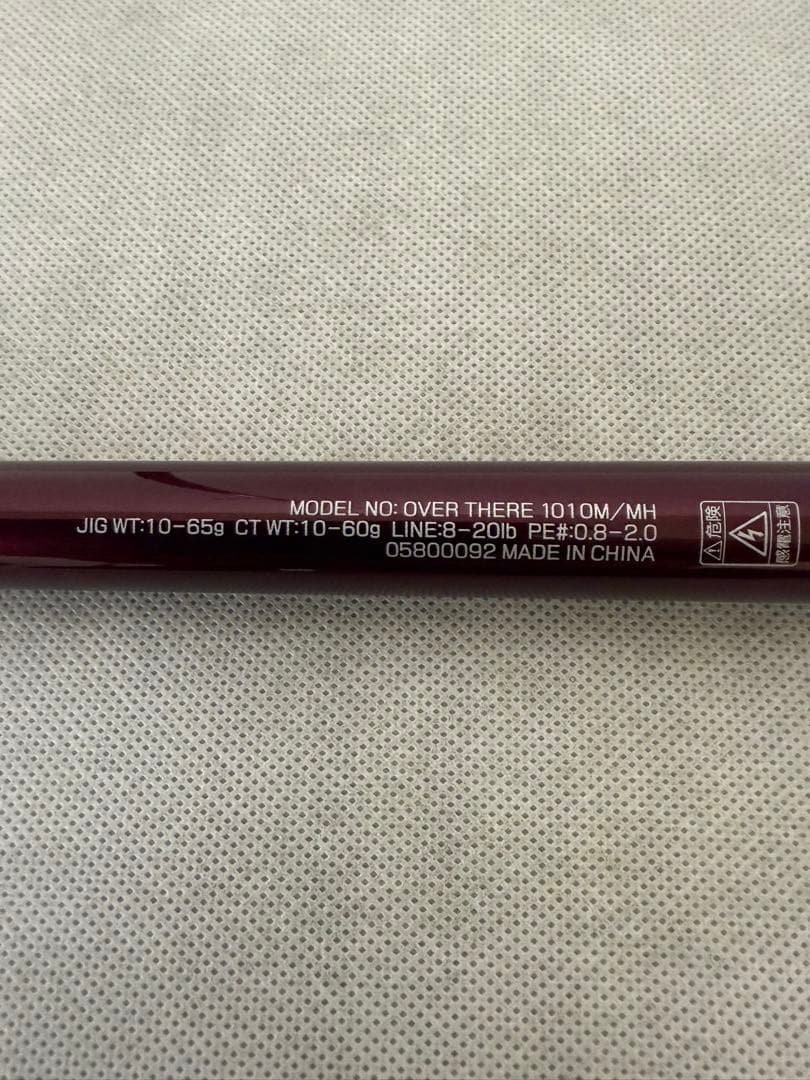 MODEL NO: OVER THERE 1010M/MH
JIG WT:10-65g CT WT:10-60g LINE:8-20lb PE#:0.8-2.0
05800092 MADE IN CHINA
危険
感電注意